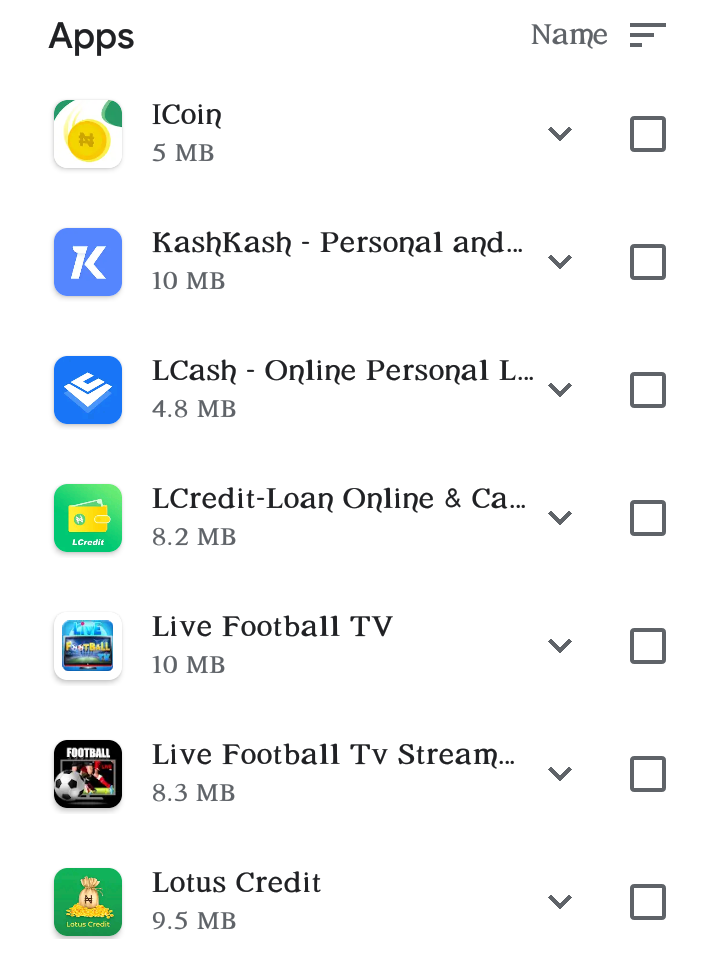 Apps
Name
ICoin
5 MB
KashKash - Personal and...
10 MB
LCash - Online Personal L...
4.8 MB
LCredit
LCredit-Loan Online & Ca...
8.2 MB
LIVE
FOOTBALL
Live Football TV
10 MB
FOOTBALL
Live Football Tv Stream...
8.3 MB
Lotus Credit
Lotus Credit
9.5 MB